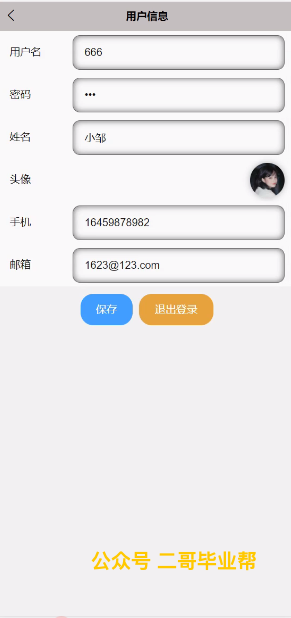 用户信息
用户名 666
密码 •••
姓名 小邹
头像
手机 16459878982
邮箱 1623@123.com
保存 退出登录
公众号 二哥毕业帮